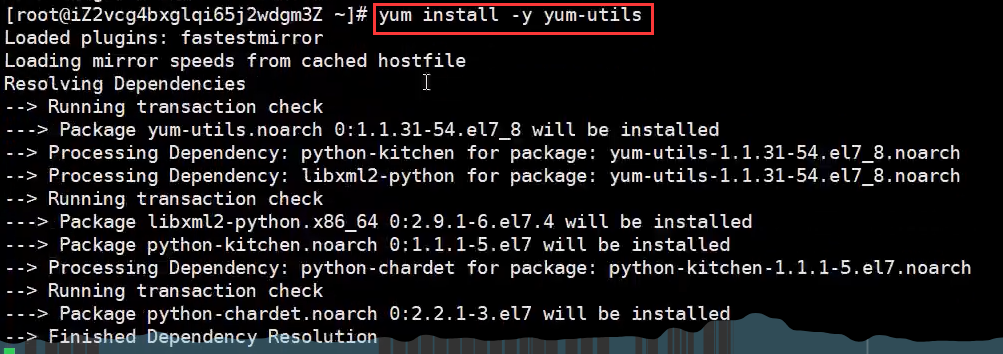 [root@iZ2vcg4bxglqi65j2wdgm3Z ~]# yum install -y yum-utils
Loaded plugins: fastestmirror
Loading mirror speeds from cached hostfile
Resolving Dependencies
--> Running transaction check
---> Package yum-utils.noarch 0:1.1.31-54.el7_8 will be installed
--> Processing Dependency: python-kitchen for package: yum-utils-1.1.31-54.el7_8.noarch
--> Processing Dependency: libxml2-python for package: yum-utils-1.1.31-54.el7_8.noarch
--> Running transaction check
---> Package libxml2-python.x86_64 0:2.9.1-6.el7.4 will be installed
---> Package python-kitchen.noarch 0:1.1.1-5.el7 will be installed
--> Processing Dependency: python-chardet for package: python-kitchen-1.1.1-5.el7.noarch
--> Running transaction check
---> Package python-chardet.noarch 0:2.2.1-3.el7 will be installed
--> Finished Dependency Resolution